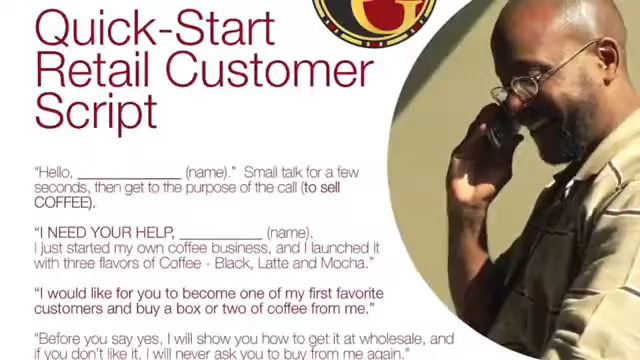 Quick-Start
Retail Customer
Script
G
"Hello, ______________ (name)."  Small talk for a few
seconds, then get to the purpose of the call (to sell
COFFEE).
"I NEED YOUR HELP, ___________ (name).
I just started my own coffee business, and I launched it
with three flavors of Coffee - Black, Latte and Mocha."
"I would like for you to become one of my first favorite
customers and buy a box or two of coffee from me."
"Before you say yes, I will show you how to get it at wholesale, and
if you don't like it, I will never ask you to buy from me again."